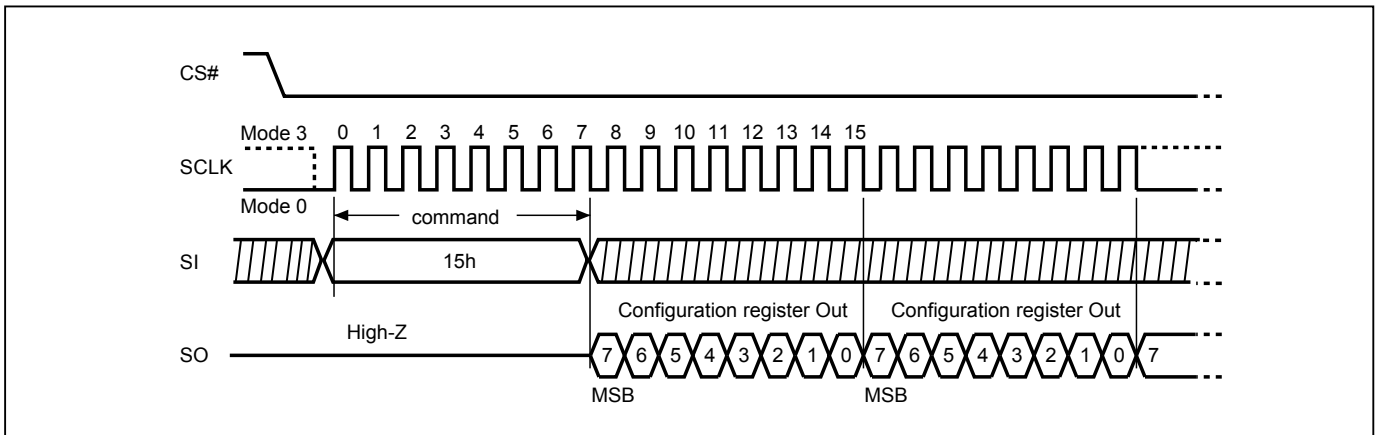 CS#
Mode 3 0 1 2 3 4 5 6 7 8 9 10 11 12 13 14 15
SCLK
Mode 0
command
SI 15h
Configuration register Out Configuration register Out
High-Z
SO 7 6 5 4 3 2 1 0 7 6 5 4 3 2 1 0 7
MSB MSB